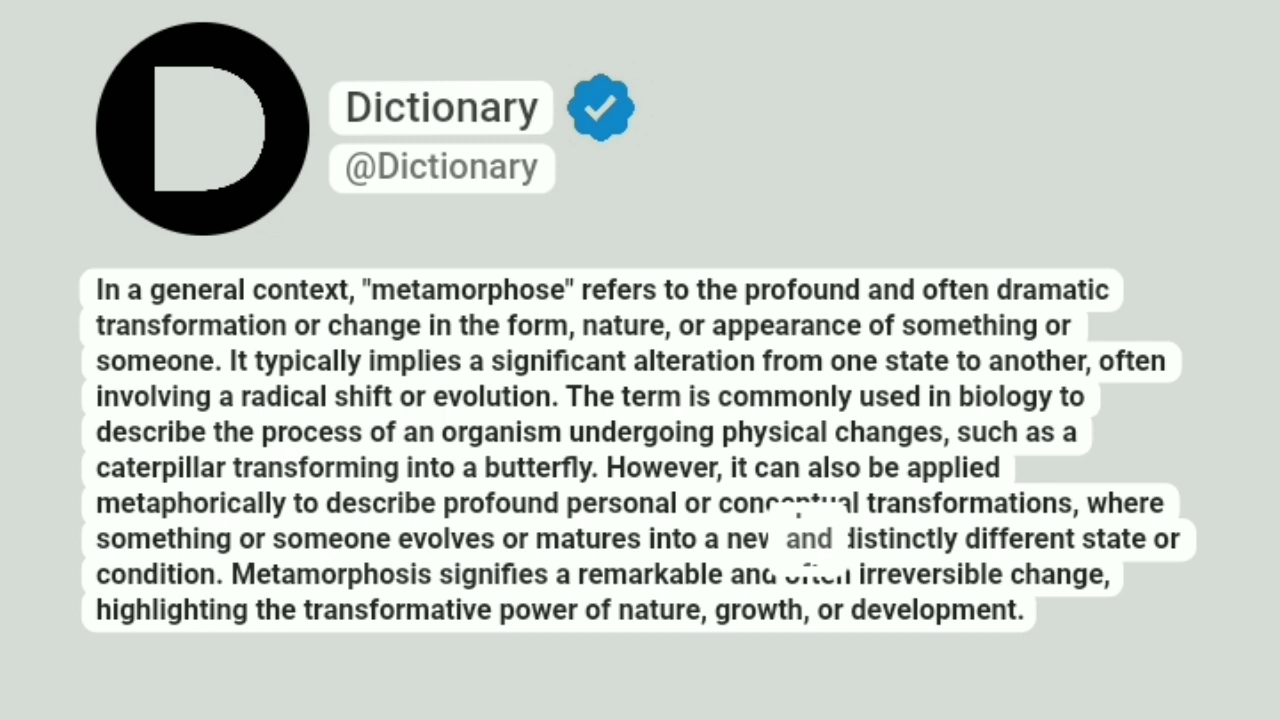 D
Dictionary
@Dictionary
In a general context, "metamorphose" refers to the profound and often dramatic
transformation or change in the form, nature, or appearance of something or
someone. It typically implies a significant alteration from one state to another, often
involving a radical shift or evolution. The term is commonly used in biology to
describe the process of an organism undergoing physical changes, such as a
caterpillar transforming into a butterfly. However, it can also be applied
metaphorically to describe profound personal or conceptual transformations, where
something or someone evolves or matures into a new and distinctly different state or
condition. Metamorphosis signifies a remarkable and often irreversible change,
highlighting the transformative power of nature, growth, or development.